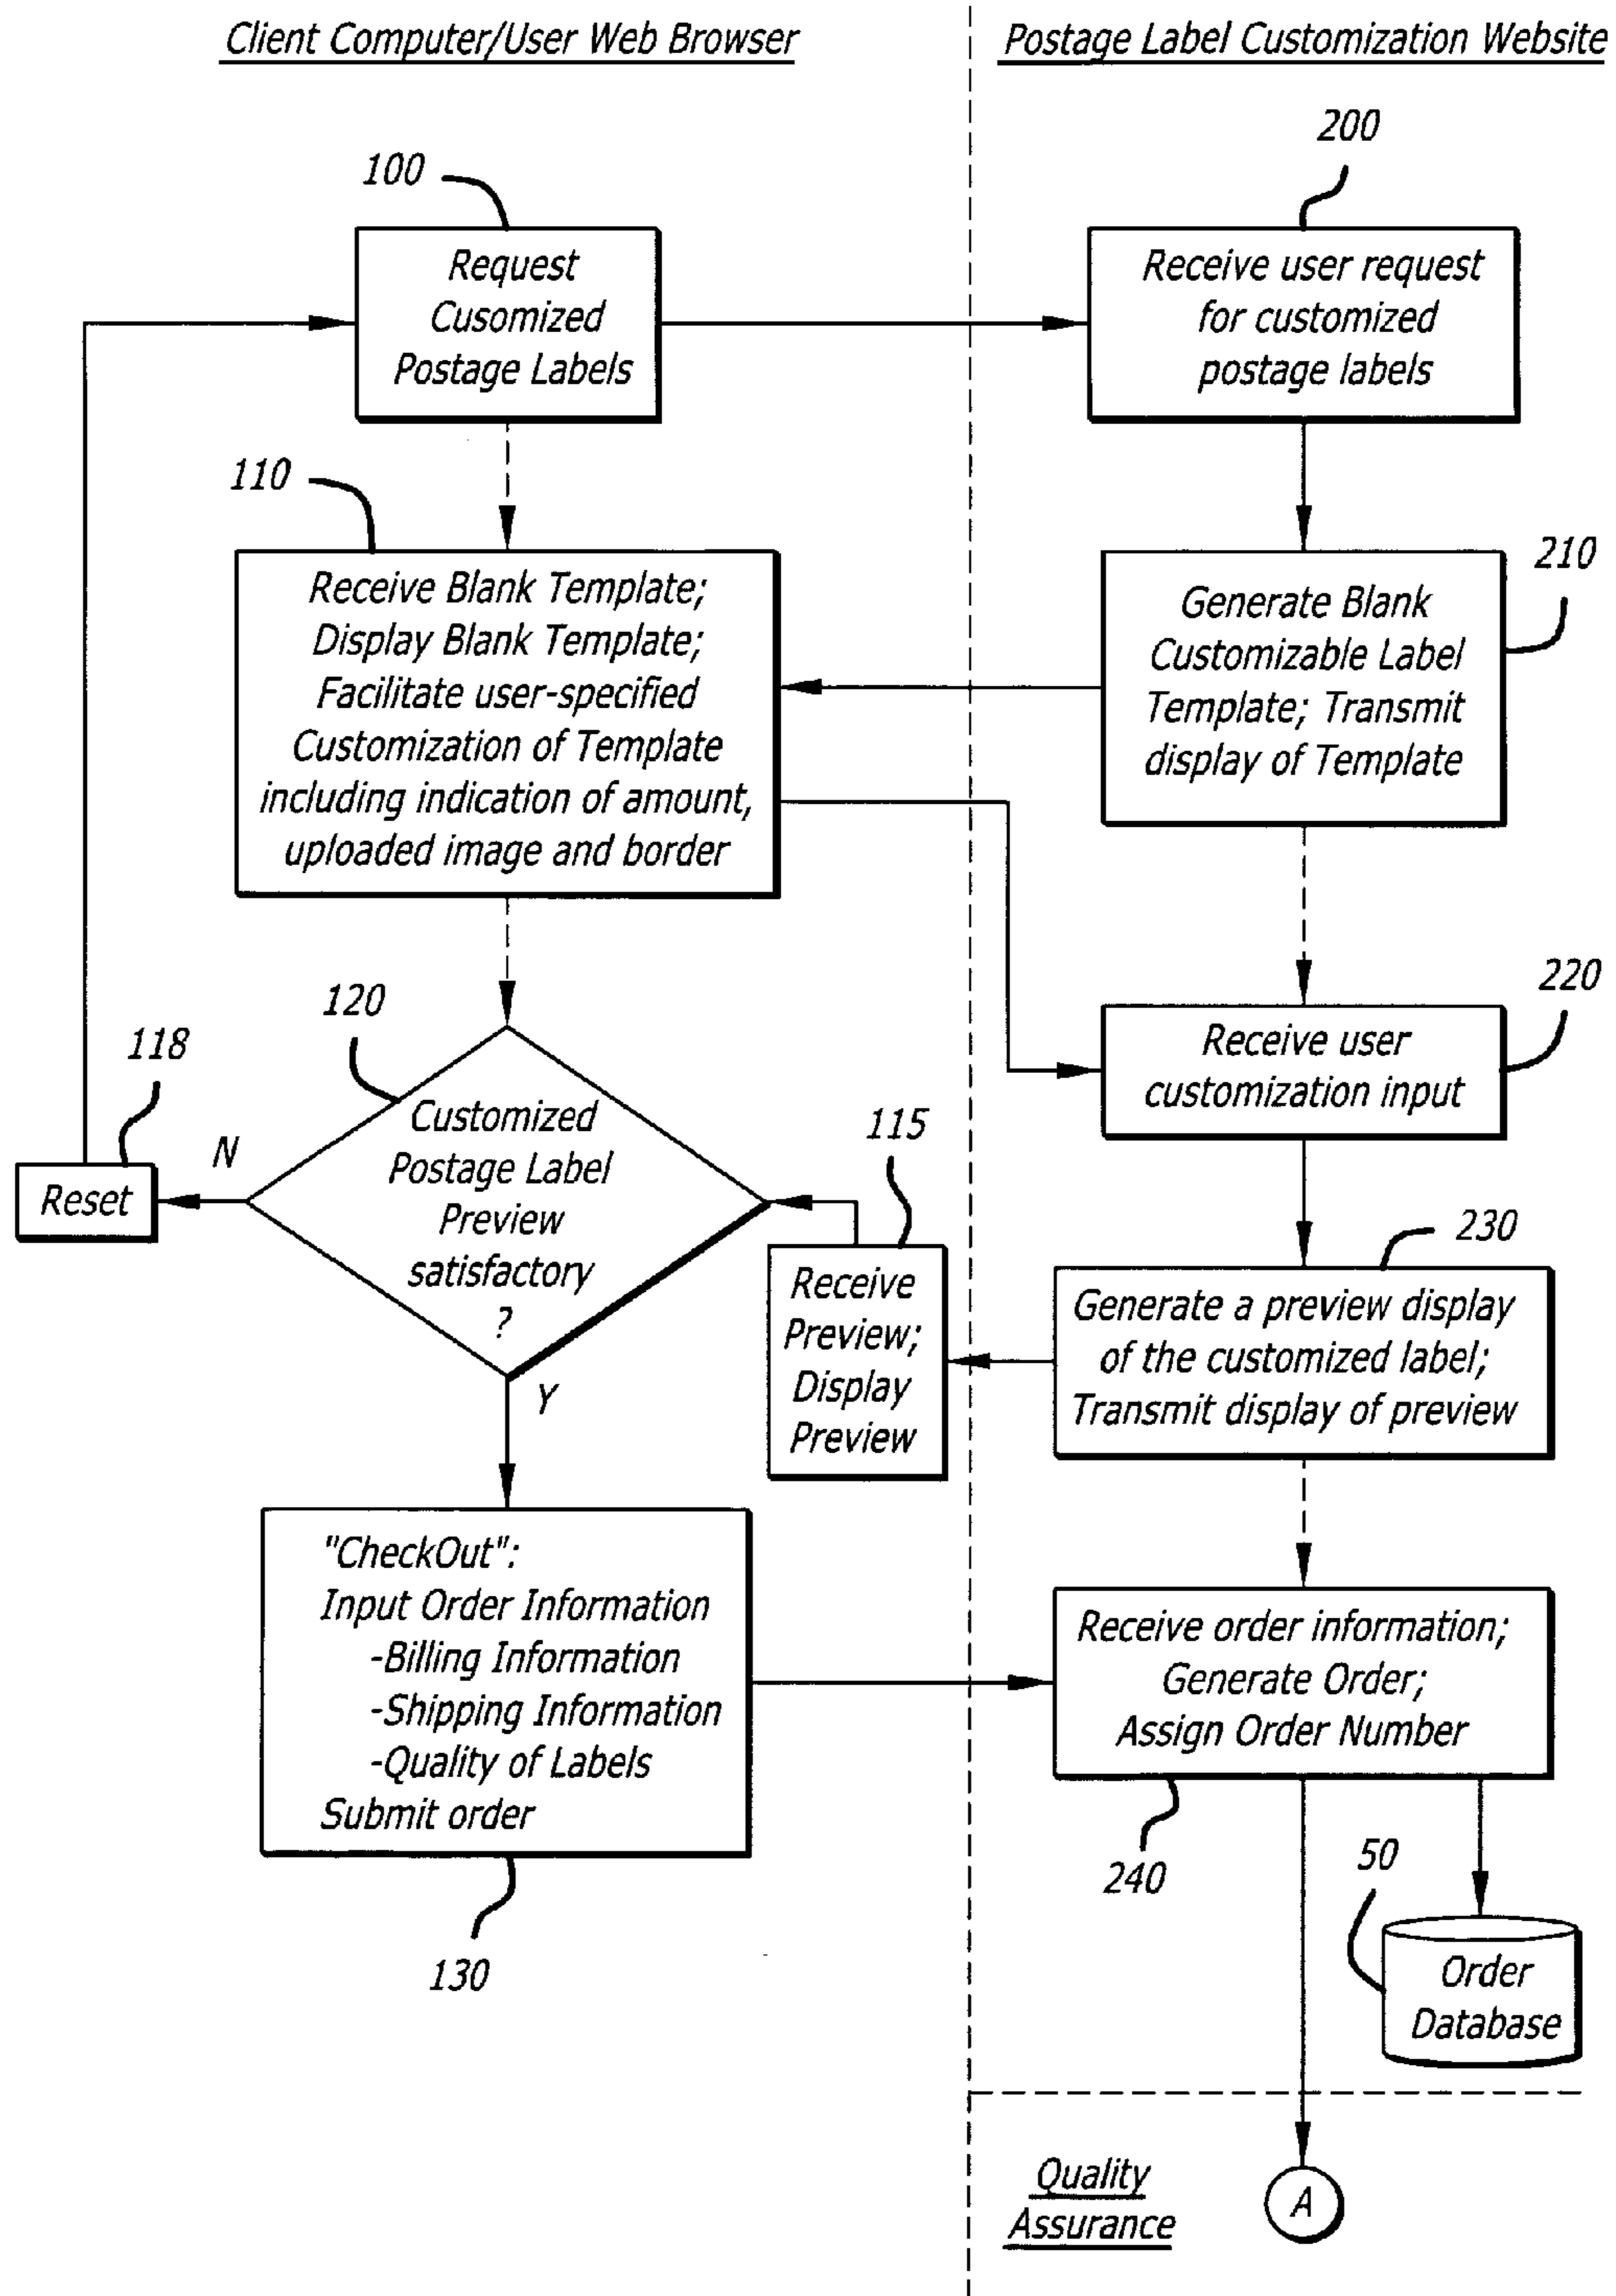 Client Computer/User Web Browser
Postage Label Customization Website
100
Request
Cusomized
Postage Labels
200
Receive user request
for customized
postage labels
110
Receive Blank Template;
Display Blank Template;
Facilitate user-specified
Customization of Template
including indication of amount,
uploaded image and border
210
Generate Blank
Customizable Label
Template; Transmit
display of Template
220
Receive user
customization input
120
Customized
Postage Label
Preview
satisfactory
?
N
118
Reset
Y
115
Receive
Preview;
Display
Preview
230
Generate a preview display
of the customized label;
Transmit display of preview
"CheckOut":
Input Order Information
-Billing Information
-Shipping Information
-Quality of Labels
Submit order
130
Receive order information;
Generate Order;
Assign Order Number
240
50
Order
Database
Quality
Assurance
A